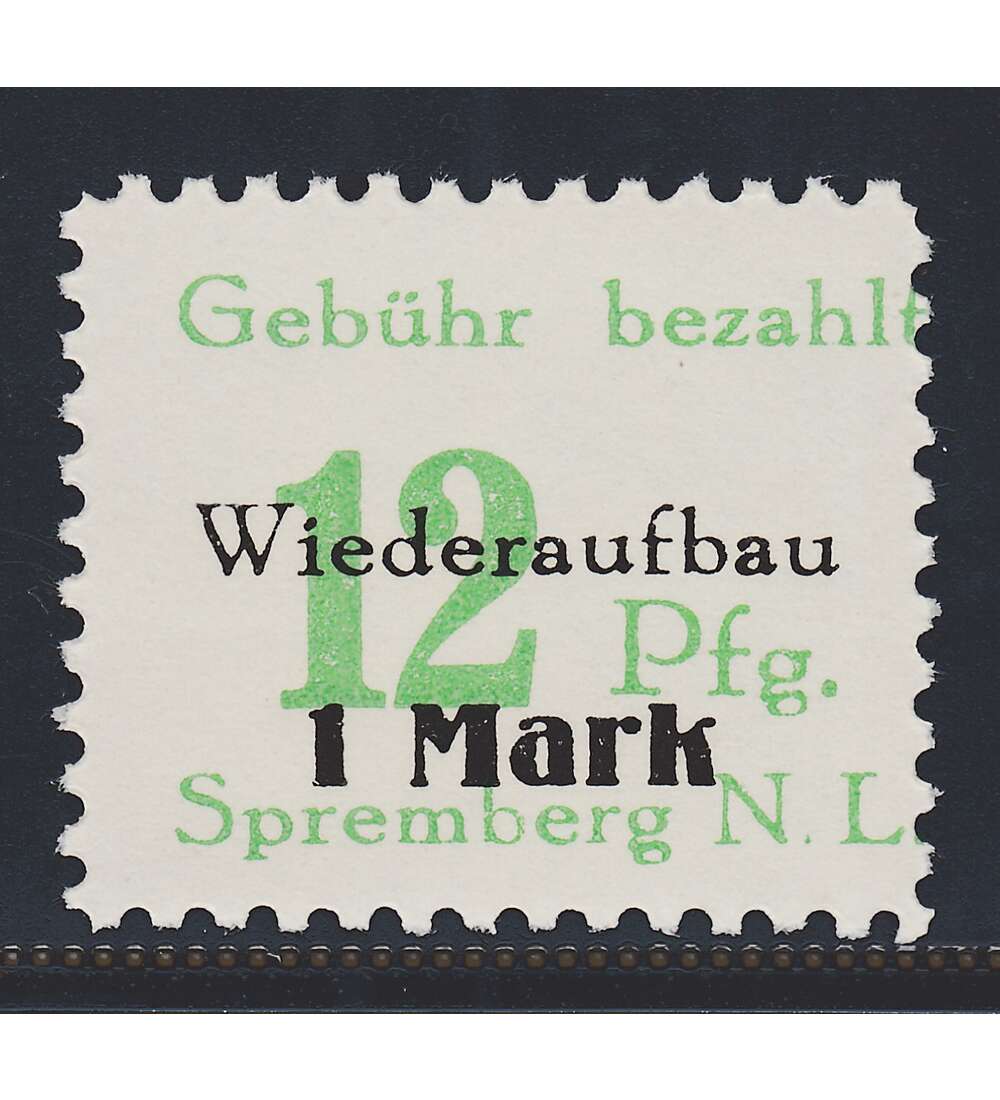 Gebühr bezahlt
12 Pfg.
Wiederaufbau
1 Mark
Spremberg N. L.